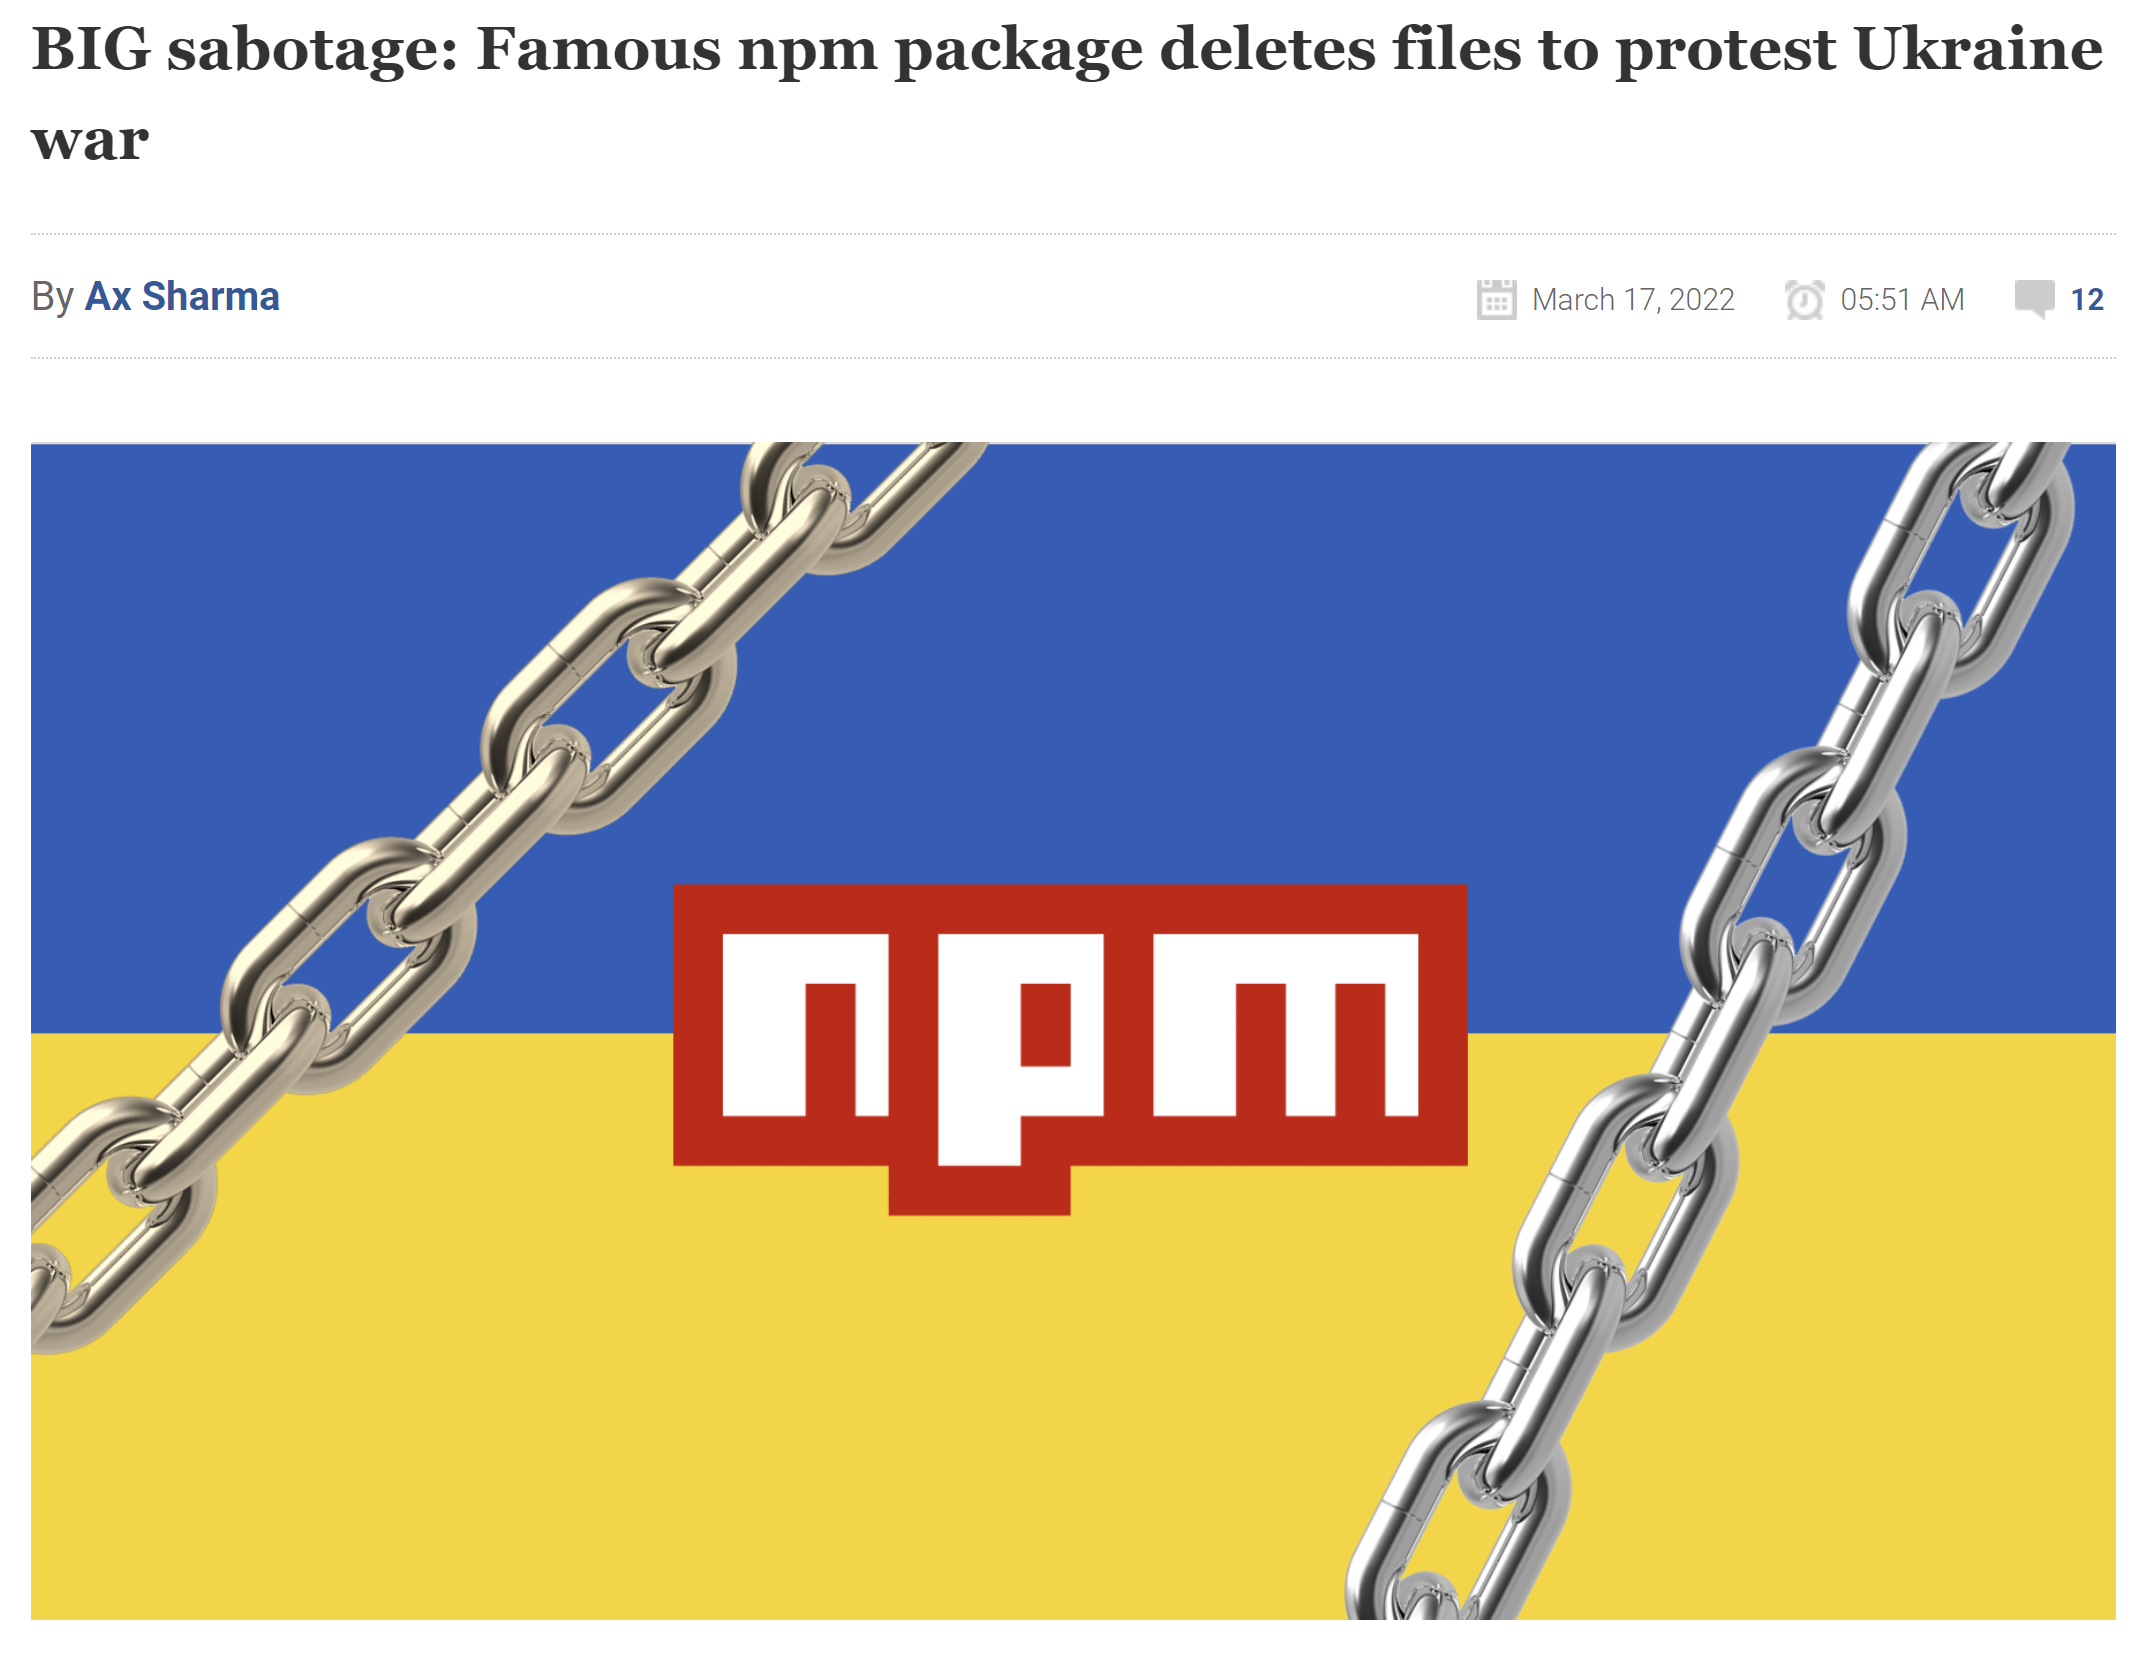 BIG sabotage: Famous npm package deletes files to protest Ukraine
war
By Ax Sharma
March 17, 2022 05:51 AM 12
npm